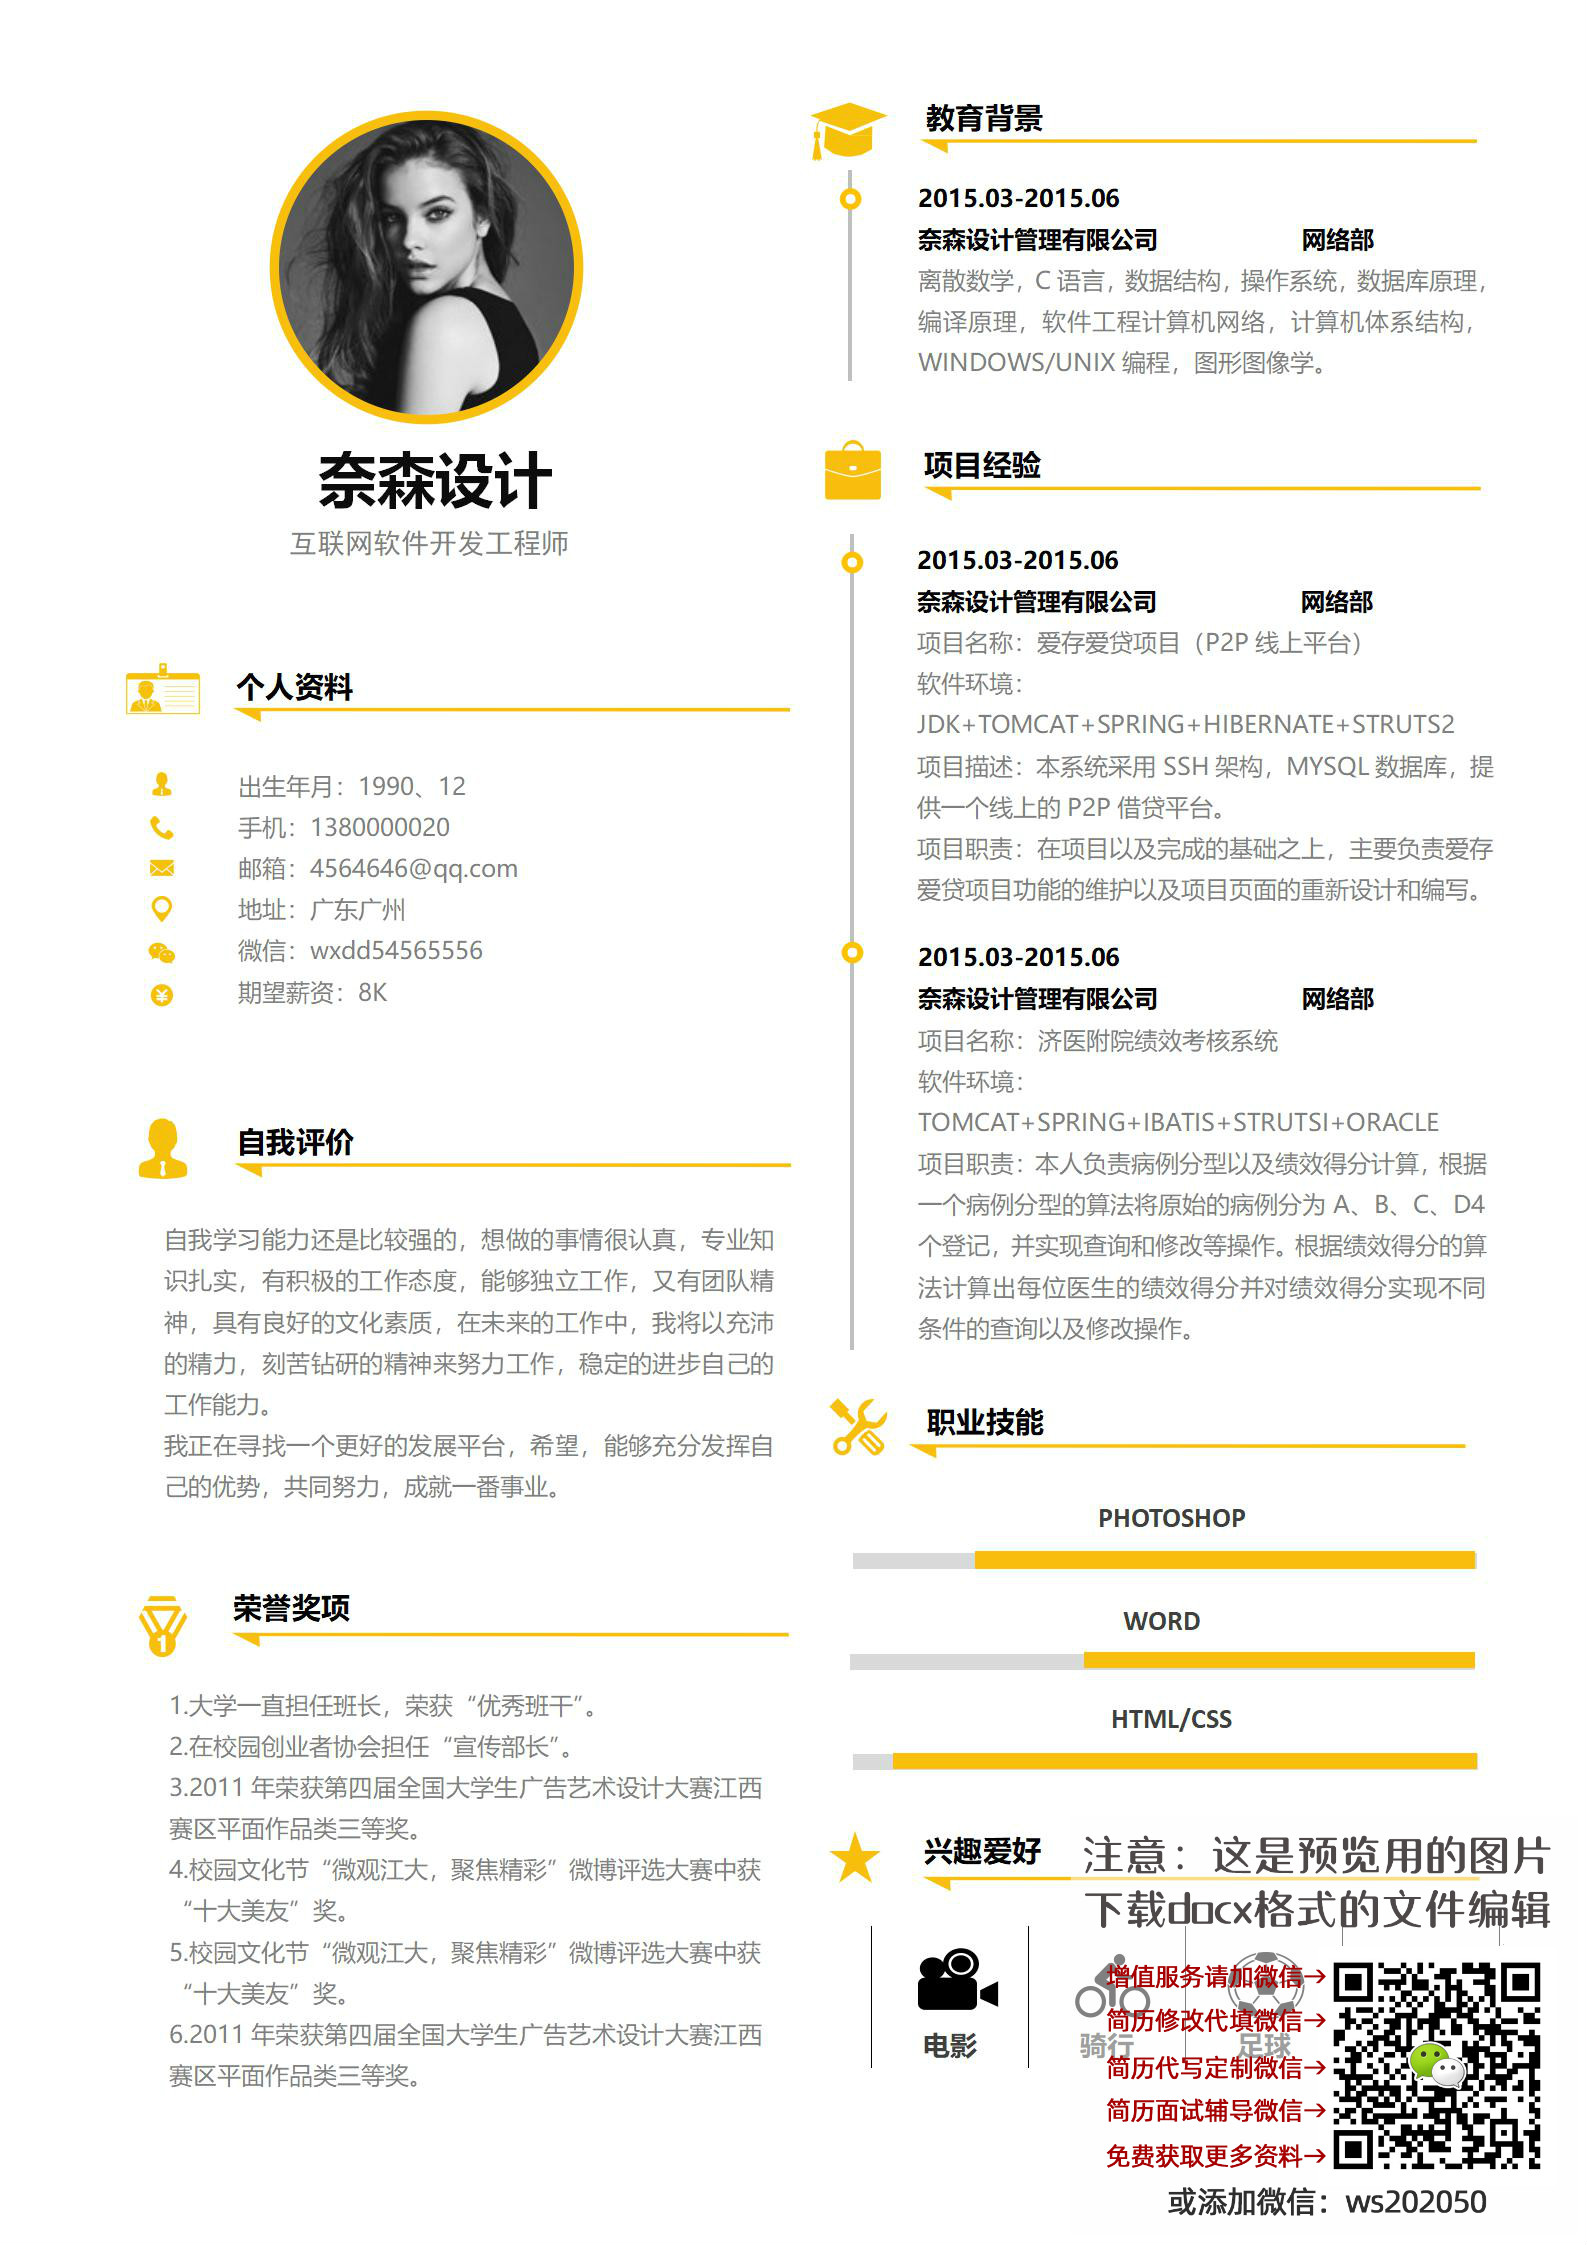 奈森设计
互联网软件开发工程师
个人资料
出生年月：1990、12
手机：1380000020
邮箱：4564646@qq.com
地址：广东广州
微信：wxdd54565556
期望薪资：8K
自我评价
自我学习能力还是比较强的，想做的事情很认真，专业知
识扎实，有积极的工作态度，能够独立工作，又有团队精
神，具有良好的文化素质，在未来的工作中，我将以充沛
的精力，刻苦钻研的精神来努力工作，稳定的进步自己的
工作能力。
我正在寻找一个更好的发展平台，希望，能够充分发挥自
己的优势，共同努力，成就一番事业。
荣誉奖项
1
1.大学一直担任班长，荣获“优秀班干”。
2.在校园创业者协会担任“宣传部长”。
3.2011 年荣获第四届全国大学生广告艺术设计大赛江西
赛区平面作品类三等奖。
4.校园文化节“微观江大，聚焦精彩”微博评选大赛中获
“十大美友”奖。
5.校园文化节“微观江大，聚焦精彩”微博评选大赛中获
“十大美友”奖。
6.2011 年荣获第四届全国大学生广告艺术设计大赛江西
赛区平面作品类三等奖。
教育背景
2015.03-2015.06
奈森设计管理有限公司 网络部
离散数学，C 语言，数据结构，操作系统，数据库原理，
编译原理，软件工程计算机网络，计算机体系结构，
WINDOWS/UNIX 编程，图形图像学。
项目经验
2015.03-2015.06
奈森设计管理有限公司 网络部
项目名称：爱存爱贷项目（P2P 线上平台）
软件环境：
JDK+TOMCAT+SPRING+HIBERNATE+STRUTS2
项目描述：本系统采用 SSH 架构，MYSQL 数据库，提
供一个线上的 P2P 借贷平台。
项目职责：在项目以及完成的基础之上，主要负责爱存
爱贷项目功能的维护以及项目页面的重新设计和编写。
2015.03-2015.06
奈森设计管理有限公司 网络部
项目名称：济医附院绩效考核系统
软件环境：
TOMCAT+SPRING+IBATIS+STRUTSI+ORACLE
项目职责：本人负责病例分型以及绩效得分计算，根据
一个病例分型的算法将原始的病例分为 A、B、C、D4
个登记，并实现查询和修改等操作。根据绩效得分的算
法计算出每位医生的绩效得分并对绩效得分实现不同
条件的查询以及修改操作。
职业技能
PHOTOSHOP
WORD
HTML/CSS
兴趣爱好
电影 骑行 足球
注意：这是预览用的图片
下载docx格式的文件编辑
增值服务请加微信→
简历修改代填微信→
简历代写定制微信→
简历面试辅导微信→
免费获取更多资料→
或添加微信：ws202050